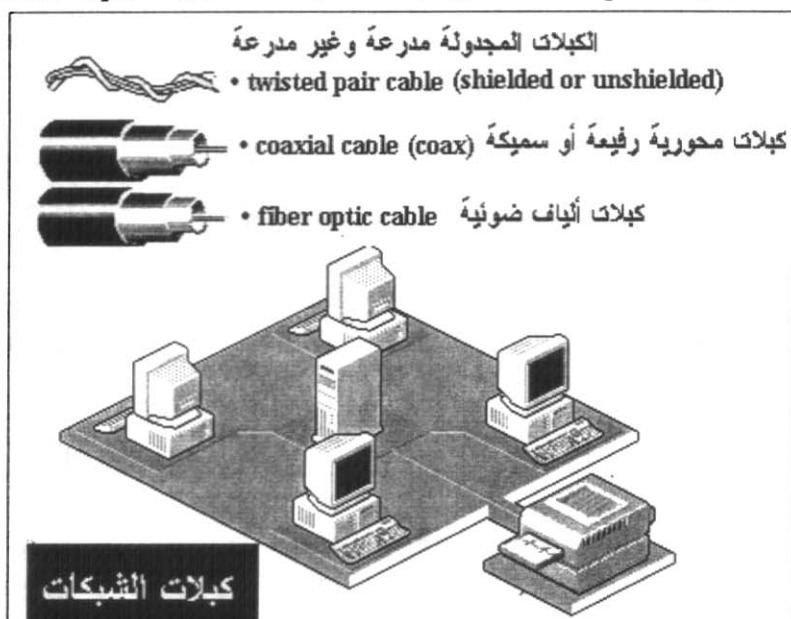 الكبلات المجدولة مدرعة وغير مدرعة
• twisted pair cable (shielded or unshielded)
• coaxial cable (coax) كبلات محورية رفيعة أو سميكة
• fiber optic cable كبلات ألياف ضوئية
كبلات الشبكات